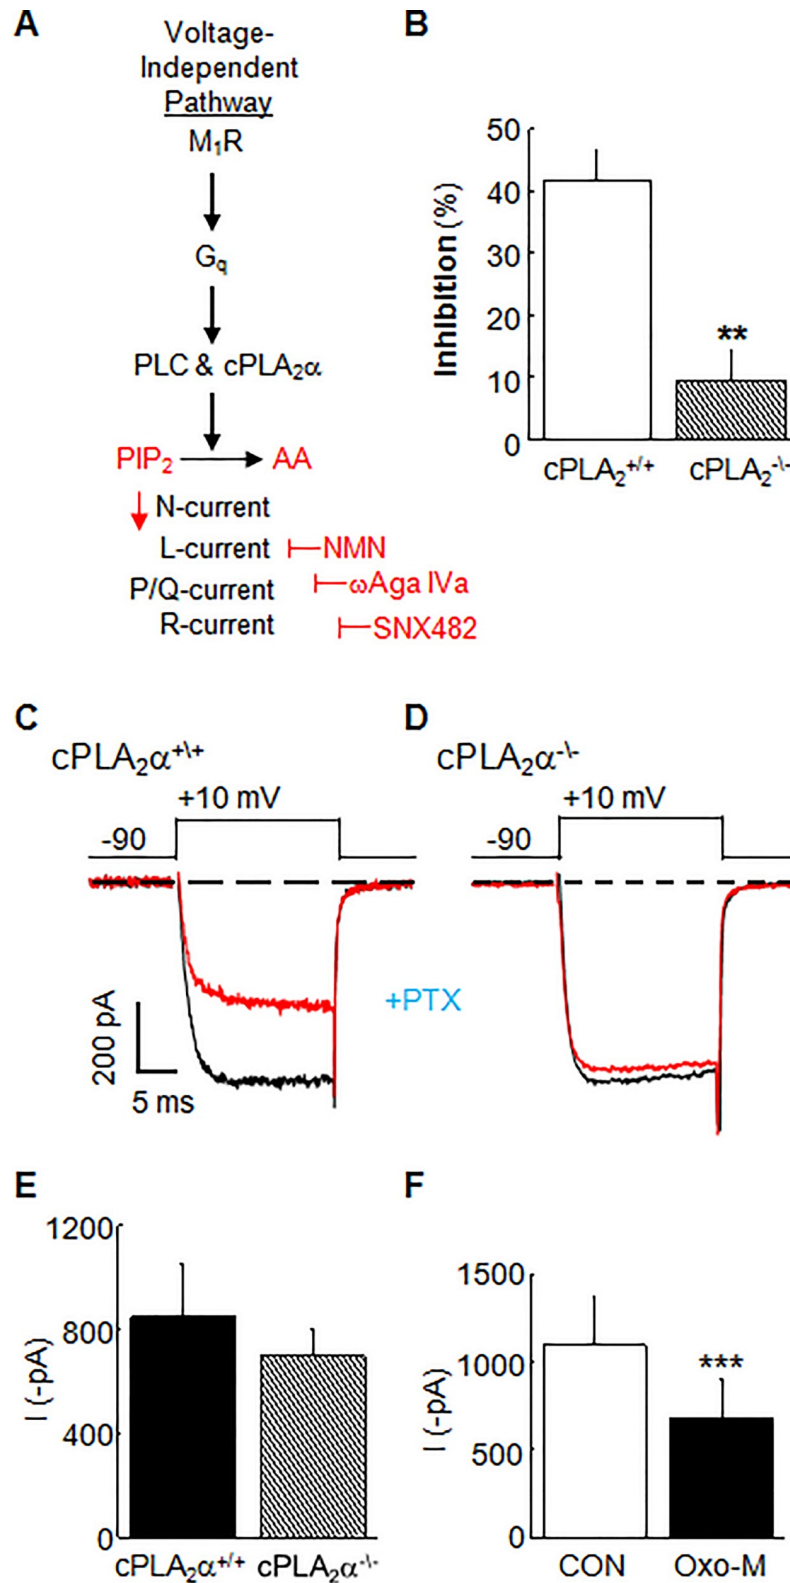 A
Voltage-
Independent
Pathway
M₁R
Gq
PLC & cPLA₂α
PIP₂ AA
N-current
L-current NMN
P/Q-current ωAga IVa
R-current SNX482
B
50
40
30
20
10
0
Inhibition (%)
**
cPLA₂⁺/⁺ cPLA₂⁻\⁻
C
cPLA₂α⁺\⁺
+10 mV
-90
200 pA
5 ms
+PTX
D
cPLA₂α⁻\⁻
+10 mV
-90
E
1200
800
400
0
I (-pA)
cPLA₂α⁺/⁺ cPLA₂α⁻\⁻
F
1500
1000
500
0
I (-pA)
***
CON Oxo-M